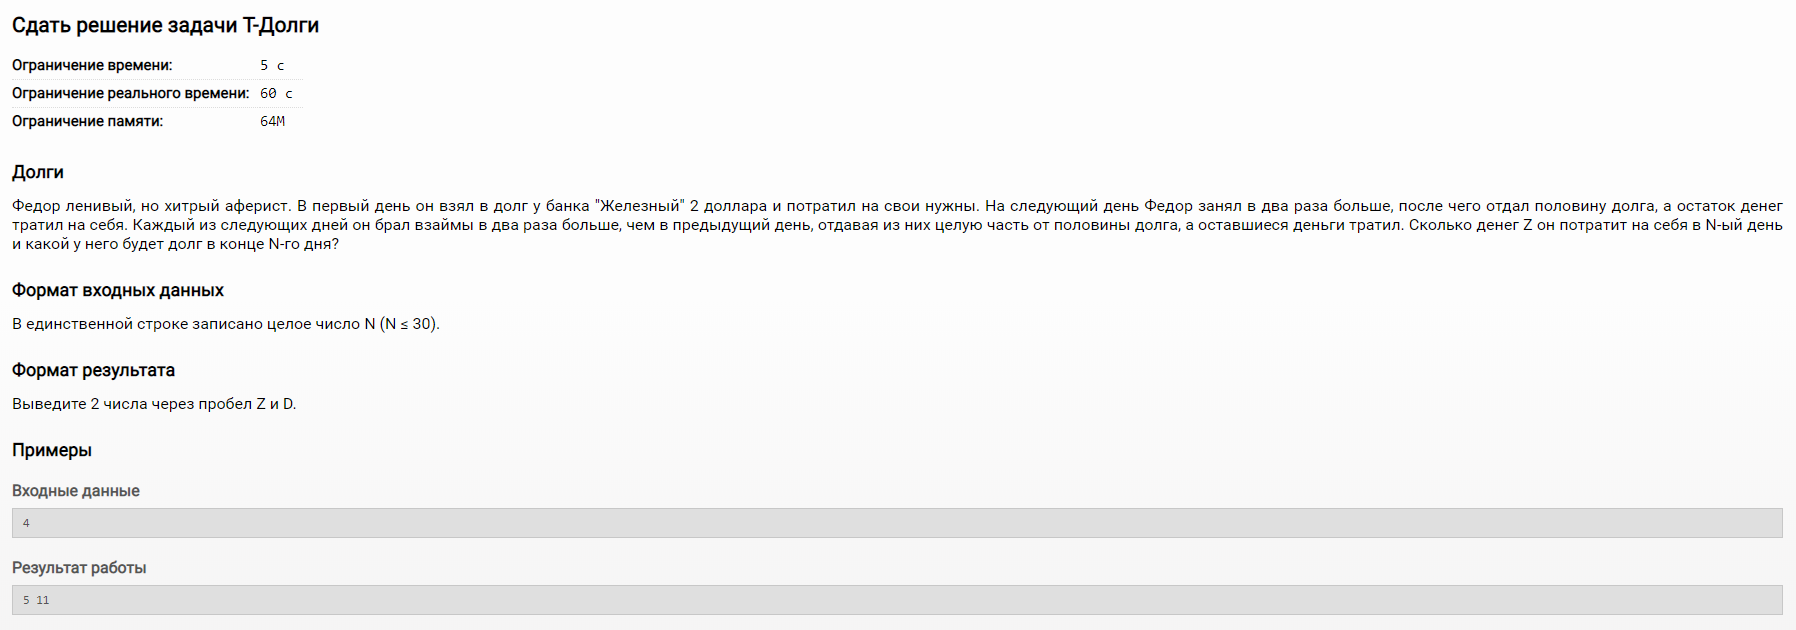 Сдать решение задачи T-Долги
Ограничение времени: 5 с
Ограничение реального времени: 60 с
Ограничение памяти: 64M
Долги
Федор ленивый, но хитрый аферист. В первый день он взял в долг у банка "Железный" 2 доллара и потратил на свои нужны. На следующий день Федор занял в два раза больше, после чего отдал половину долга, а остаток денег
тратил на себя. Каждый из следующих дней он брал взаймы в два раза больше, чем в предыдущий день, отдавая из них целую часть от половины долга, а оставшиеся деньги тратил. Сколько денег Z он потратит на себя в N-ый день
и какой у него будет долг в конце N-го дня?
Формат входных данных
В единственной строке записано целое число N (N ≤ 30).
Формат результата
Выведите 2 числа через пробел Z и D.
Примеры
Входные данные
4
Результат работы
5 11